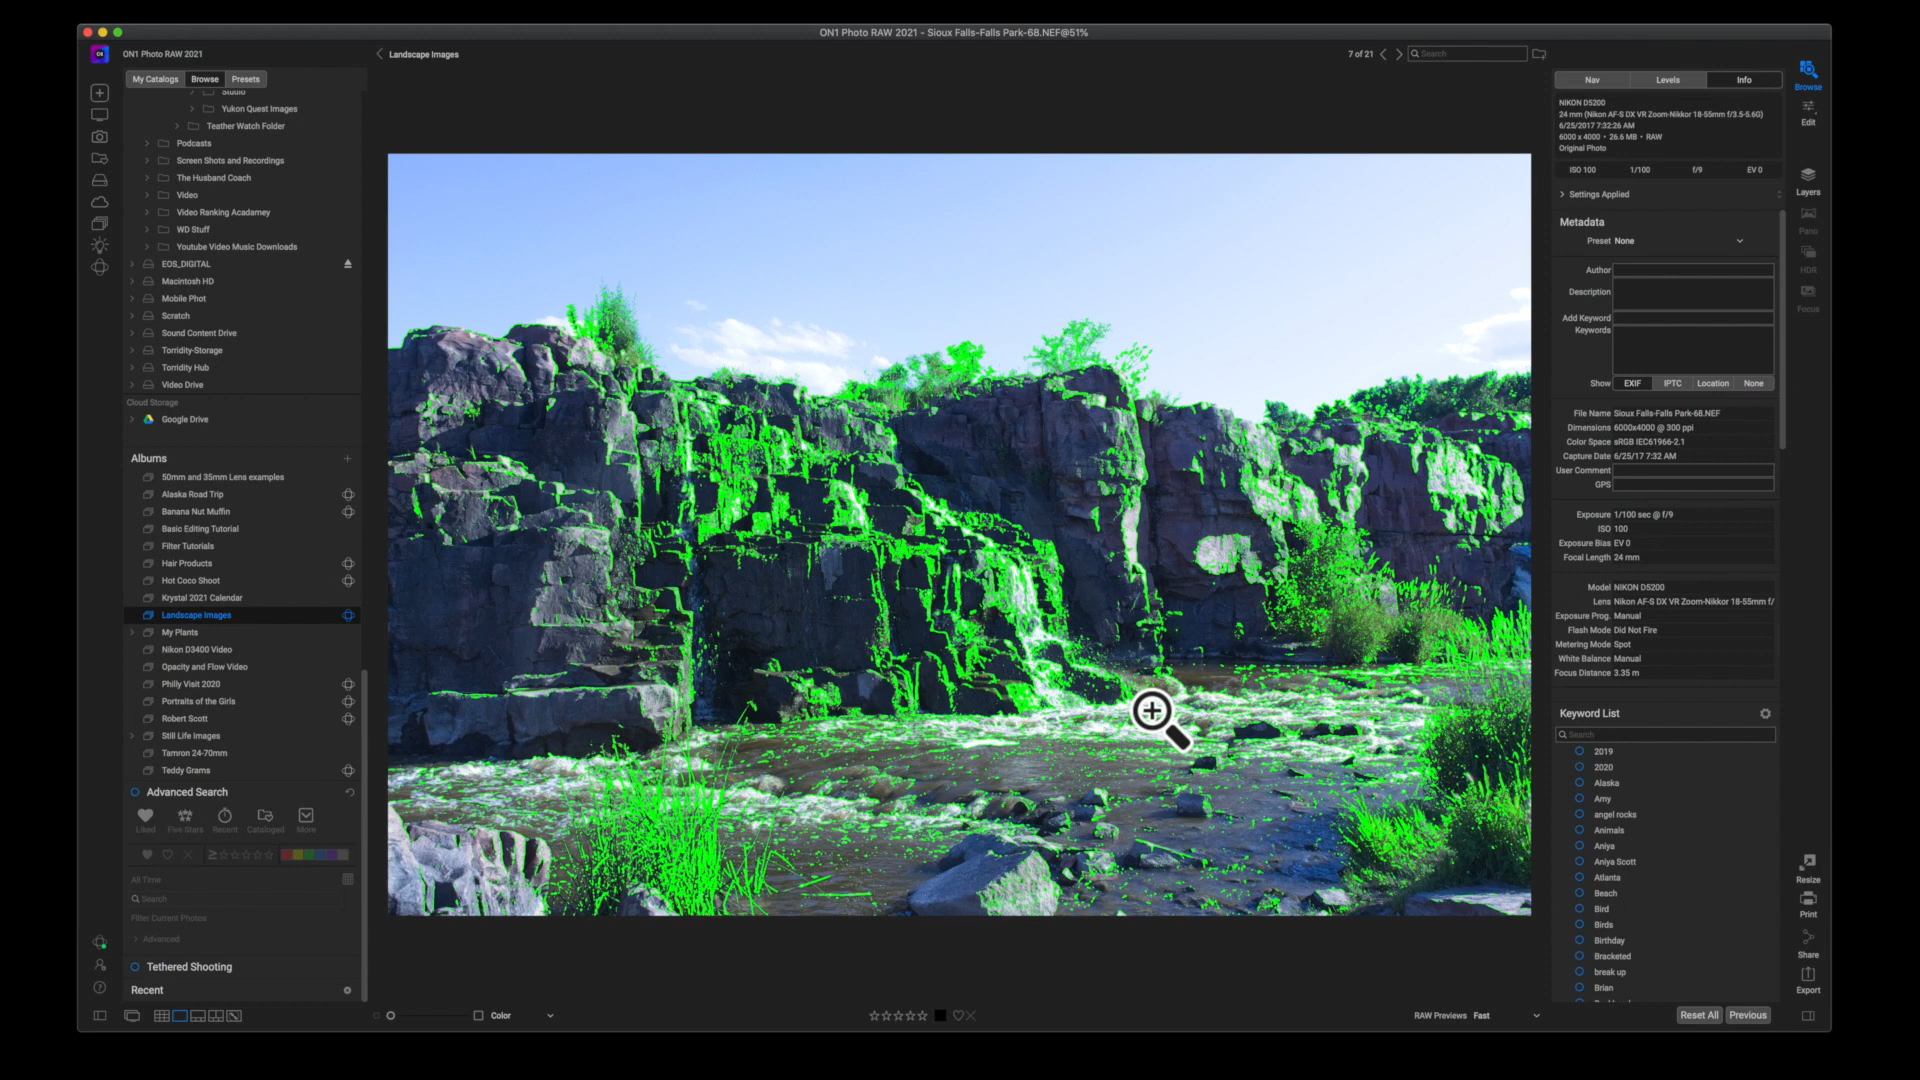 ON1 Photo RAW 2021 - Sioux Falls-Falls Park-68.NEF@51%
ON1 Photo RAW 2021
Landscape Images
7 of 21
Search
My Catalogs
Browse
Presets
Studio
Yukon Quest Images
Teather Watch Folder
Podcasts
Screen Shots and Recordings
The Husband Coach
Video
Video Ranking Acadamey
WD Stuff
Youtube Video Music Downloads
EOS_DIGITAL
Macintosh HD
Mobile Phot
Scratch
Sound Content Drive
Torridity-Storage
Torridity Hub
Video Drive
Cloud Storage
Google Drive
Albums
50mm and 35mm Lens examples
Alaska Road Trip
Banana Nut Muffin
Basic Editing Tutorial
Filter Tutorials
Hair Products
Hot Coco Shoot
Krystal 2021 Calendar
Landscape Images
My Plants
Nikon D3400 Video
Opacity and Flow Video
Philly Visit 2020
Portraits of the Girls
Robert Scott
Still Life Images
Tamron 24-70mm
Teddy Grams
Advanced Search
Liked
Five Stars
Recent
Cataloged
More
All Time
Search
Filter Current Photos
Advanced
Tethered Shooting
Recent
Color
RAW Previews Fast
Reset All
Previous
Nav
Levels
Info
NIKON D5200
24 mm (Nikon AF-S DX VR Zoom-Nikkor 18-55mm f/3.5-5.6G)
6/25/2017 7:32:26 AM
6000 x 4000 • 26.6 MB • RAW
Original Photo
ISO 100 1/100 f/9 EV 0
Settings Applied
Metadata
Preset None
Author
Description
Add Keyword
Keywords
Show EXIF IPTC Location None
File Name Sioux Falls-Falls Park-68.NEF
Dimensions 6000x4000 @ 300 ppi
Color Space sRGB IEC61966-2.1
Capture Date 6/25/17 7:32 AM
User Comment
GPS
Exposure 1/100 sec @ f/9
ISO 100
Exposure Bias EV 0
Focal Length 24 mm
Model NIKON D5200
Lens Nikon AF-S DX VR Zoom-Nikkor 18-55mm f/
Exposure Prog. Manual
Flash Mode Did Not Fire
Metering Mode Spot
White Balance Manual
Focus Distance 3.35 m
Keyword List
Search
2019
2020
Alaska
Amy
angel rocks
Animals
Aniya
Aniya Scott
Atlanta
Beach
Bird
Birds
Birthday
Bracketed
break up
Brian
Browse
Edit
Layers
Pano
HDR
Focus
Resize
Print
Share
Export